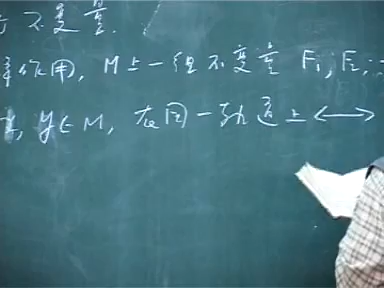 不变量.
作用, M上一组不变量 F₁, F₂,
y∈M, 在同一轨道上 ⟷